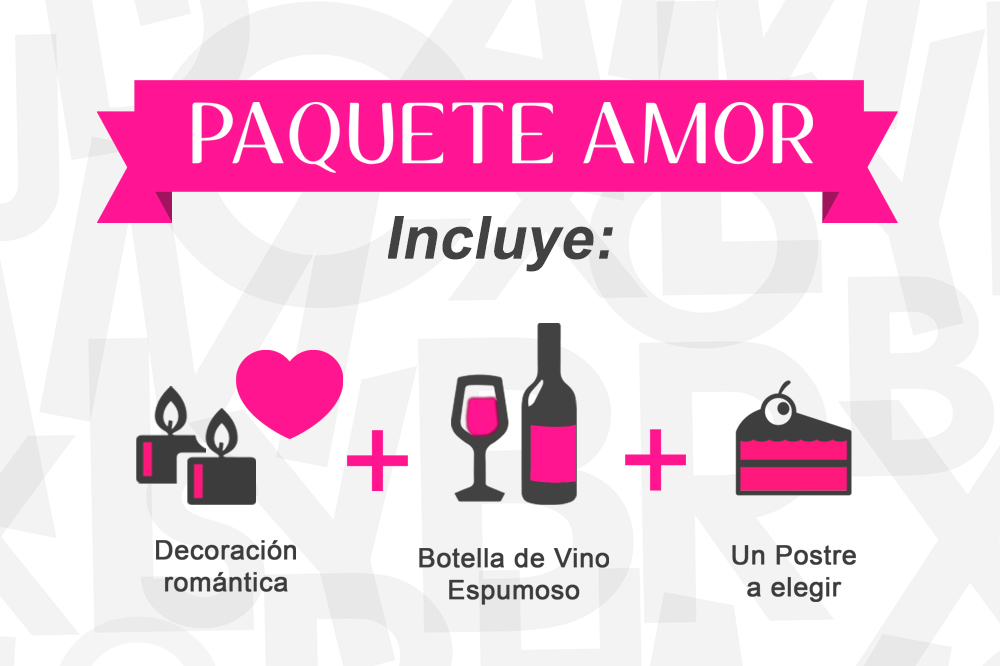 PAQUETE AMOR
Incluye:
Decoración
romántica
Botella de Vino
Espumoso
Un Postre
a elegir